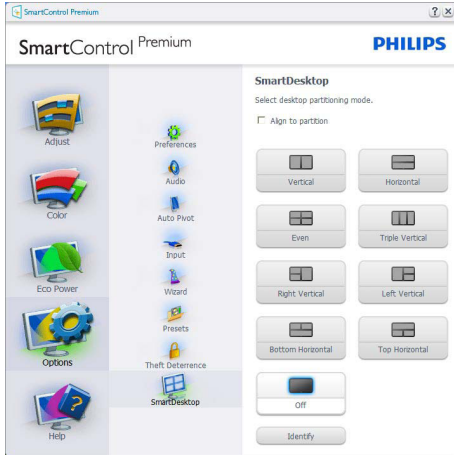 SmartControl Premium
SmartControl Premium
PHILIPS
Adjust
Color
Eco Power
Options
Help
Preferences
Audio
Auto Pivot
Input
Wizard
Presets
Theft Deterrence
SmartDesktop
SmartDesktop
Select desktop partitioning mode.
Align to partition
Vertical
Horizontal
Even
Triple Vertical
Right Vertical
Left Vertical
Bottom Horizontal
Top Horizontal
Off
Identify